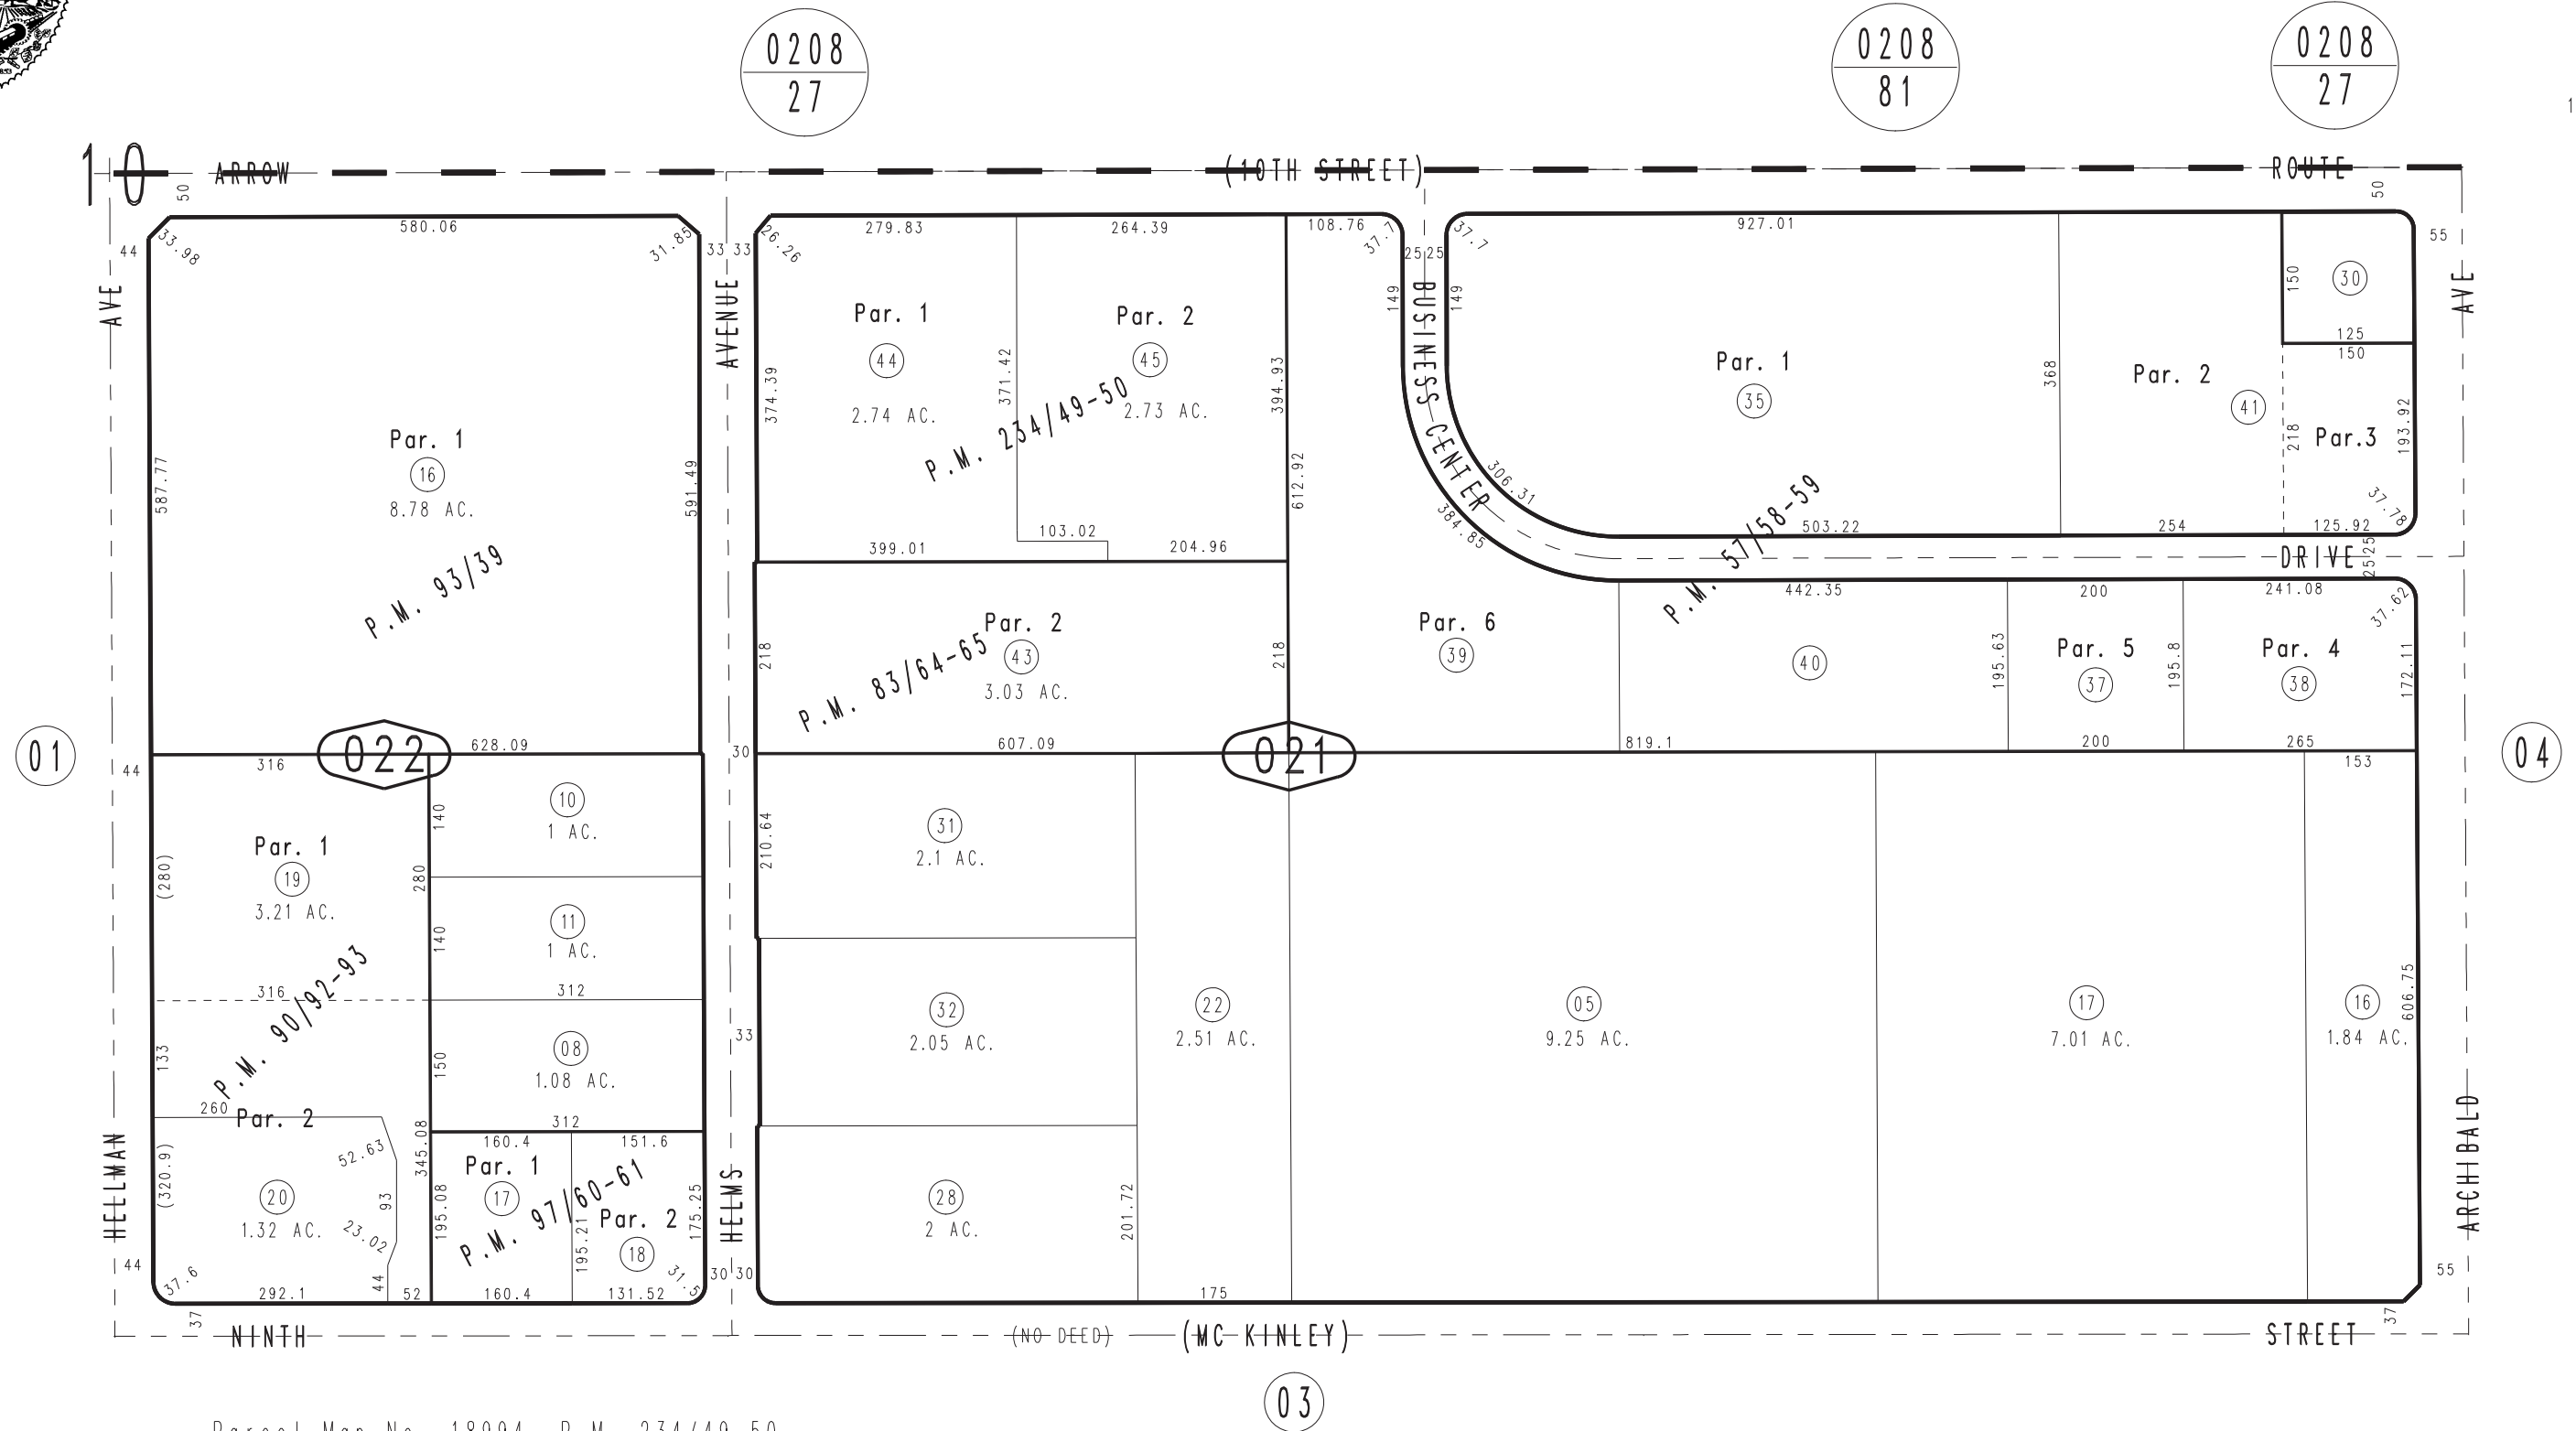 0208
27
0208
81
0208
27
1
10
ARROW
(10TH STREET)
ROUTE
50
50
580.06
279.83
264.39
108.76
927.01
44
33.98
31.85
33 33
26.26
37.7
25 25
37.7
55
AVE
AVENUE
BUSINESS CENTER
AVE
149
149
150
30
125
150
Par. 1
44
2.74 AC.
Par. 2
45
2.73 AC.
374.39
371.42
394.93
P.M. 234/49-50
Par. 1
35
368
Par. 2
41
218
Par.3
193.92
Par. 1
16
8.78 AC.
587.77
591.49
612.92
306.31
384.85
37.78
P.M. 93/39
P.M. 57/58-59
103.02
399.01
204.96
503.22
254
125.92
DRIVE
25 25
442.35
200
241.08
37.62
Par. 2
43
3.03 AC.
218
218
P.M. 83/64-65
Par. 6
39
40
195.63
Par. 5
37
195.8
Par. 4
38
172.11
01
022
628.09
30
607.09
021
819.1
200
265
04
44
316
153
10
1 AC.
140
31
2.1 AC.
210.64
Par. 1
19
3.21 AC.
(280)
280
11
1 AC.
140
316
312
P.M. 90/92-93
32
2.05 AC.
22
2.51 AC.
05
9.25 AC.
17
7.01 AC.
16
1.84 AC.
606.75
33
133
150
08
1.08 AC.
260
Par. 2
312
160.4
151.6
345.08
52.63
Par. 1
17
P.M. 97/60-61
Par. 2
18
HELLMAN
(320.9)
20
1.32 AC.
93
23.02
195.08
195.21
175.25
HELMS
28
2 AC.
201.72
ARCHIBALD
44
37.6
44
31.5
30 30
55
292.1
52
160.4
131.52
175
37
37
NINTH
(NO DEED)
(MC KINLEY)
STREET
03
Parcel Map No. 18994, P.M. 234/49-50